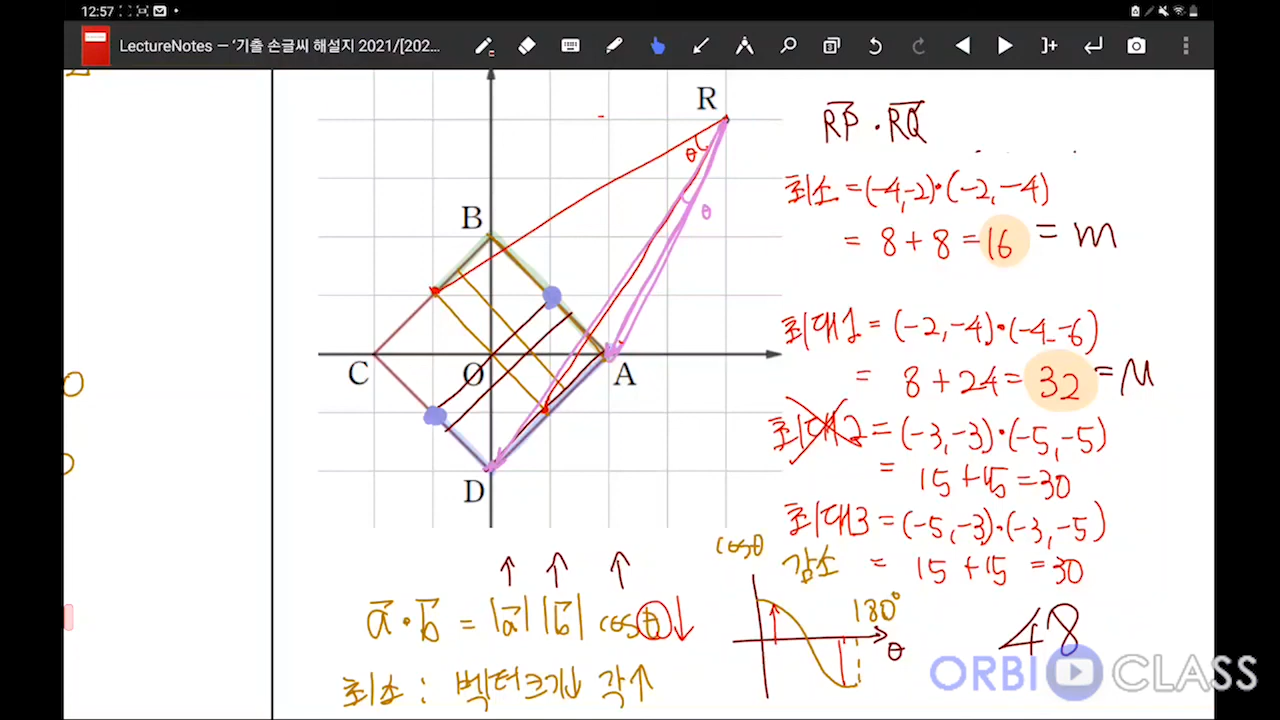 12:57
LectureNotes – ‘기출 손글씨 해설지 2021/[202...
R
RP · RQ
θ
θ
B
최소 = (-4,-2)·(-2,-4)
= 8 + 8 = 16 = m
최대1 = (-2,-4)·(-4,-6)
= 8 + 24 = 32 = M
C
O
A
최대2 = (-3,-3)·(-5,-5)
= 15 + 15 = 30
D
최대3 = (-5,-3)·(-3,-5)
= 15 + 15 = 30
cosθ
감소
180°
θ
48
a · b = |a| |b| cosθ↓
최소 : 벡터크기↓ 각↑
ORBI CLASS